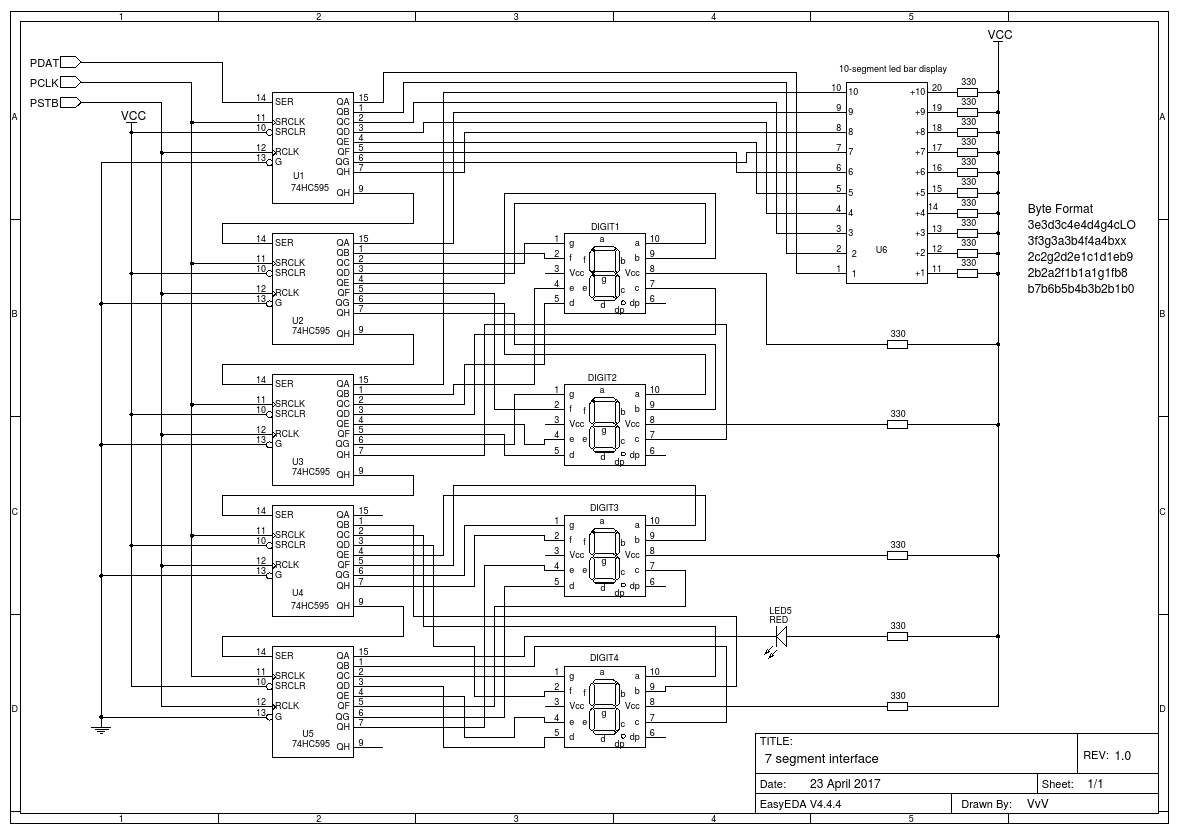 1 2 3 4 5
A B C D
PDAT
PCLK
PSTB
VCC
VCC
14 SER QA 15
QB 1
11 SRCLK QC 2
10 SRCLR QD 3
QE 4
12 RCLK QF 5
13 G QG 6
QH 7
U1
74HC595 QH 9
14 SER QA 15
QB 1
11 SRCLK QC 2
10 SRCLR QD 3
QE 4
12 RCLK QF 5
13 G QG 6
QH 7
U2
74HC595 QH 9
14 SER QA 15
QB 1
11 SRCLK QC 2
10 SRCLR QD 3
QE 4
12 RCLK QF 5
13 G QG 6
QH 7
U3
74HC595 QH 9
14 SER QA 15
QB 1
11 SRCLK QC 2
10 SRCLR QD 3
QE 4
12 RCLK QF 5
13 G QG 6
QH 7
U4
74HC595 QH 9
14 SER QA 15
QB 1
11 SRCLK QC 2
10 SRCLR QD 3
QE 4
12 RCLK QF 5
13 G QG 6
QH 7
U5
74HC595 QH 9
DIGIT1
1 g a a 10
2 f f b b 9
3 Vcc g 8
4 e e c c 7
5 d d dp dp 6
DIGIT2
1 g a a 10
2 f f b b 9
3 Vcc g 8
4 e e c c 7
5 d d dp dp 6
DIGIT3
1 g a a 10
2 f f b b 9
3 Vcc g 8
4 e e c c 7
5 d d dp dp 6
DIGIT4
1 g a a 10
2 f f b b 9
3 Vcc g 8
4 e e c c 7
5 d d dp dp 6
10-segment led bar display
10 10 +10 20 330
9 9 +9 19 330
8 8 +8 18 330
7 7 +7 17 330
6 6 +6 16 330
5 5 +5 15 330
4 4 +4 14 330
3 3 +3 13 330
2 2 U6 +2 12 330
1 1 +1 11 330
330
330
330
LED5
RED
330
330
Byte Format
3e3d3c4e4d4g4cLO
3f3g3a3b4f4a4bxx
2c2g2d2e1c1d1eb9
2b2a2f1b1a1g1fb8
b7b6b5b4b3b2b1b0
TITLE:
7 segment interface
REV: 1.0
Date: 23 April 2017
Sheet: 1/1
EasyEDA V4.4.4
Drawn By: VvV
A B C D
1 2 3 4 5